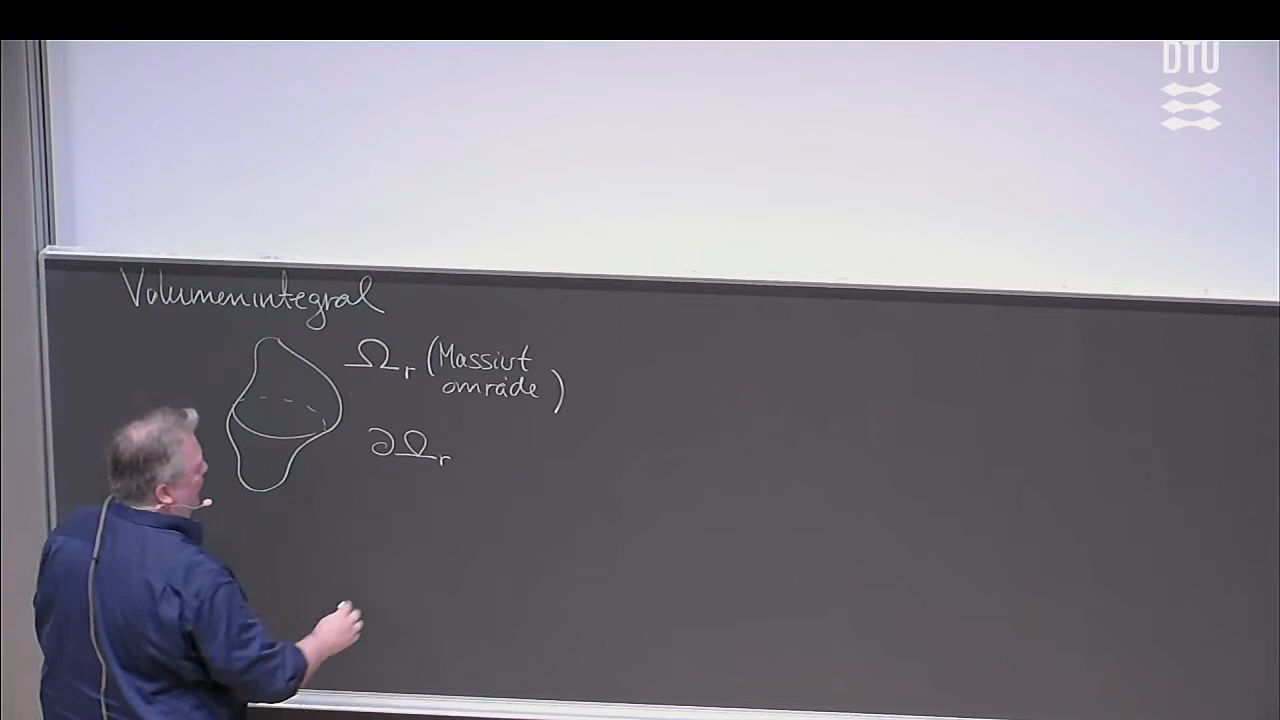 DTU
Volumenintegral
Ωr (Massivt
område)
∂Ωr